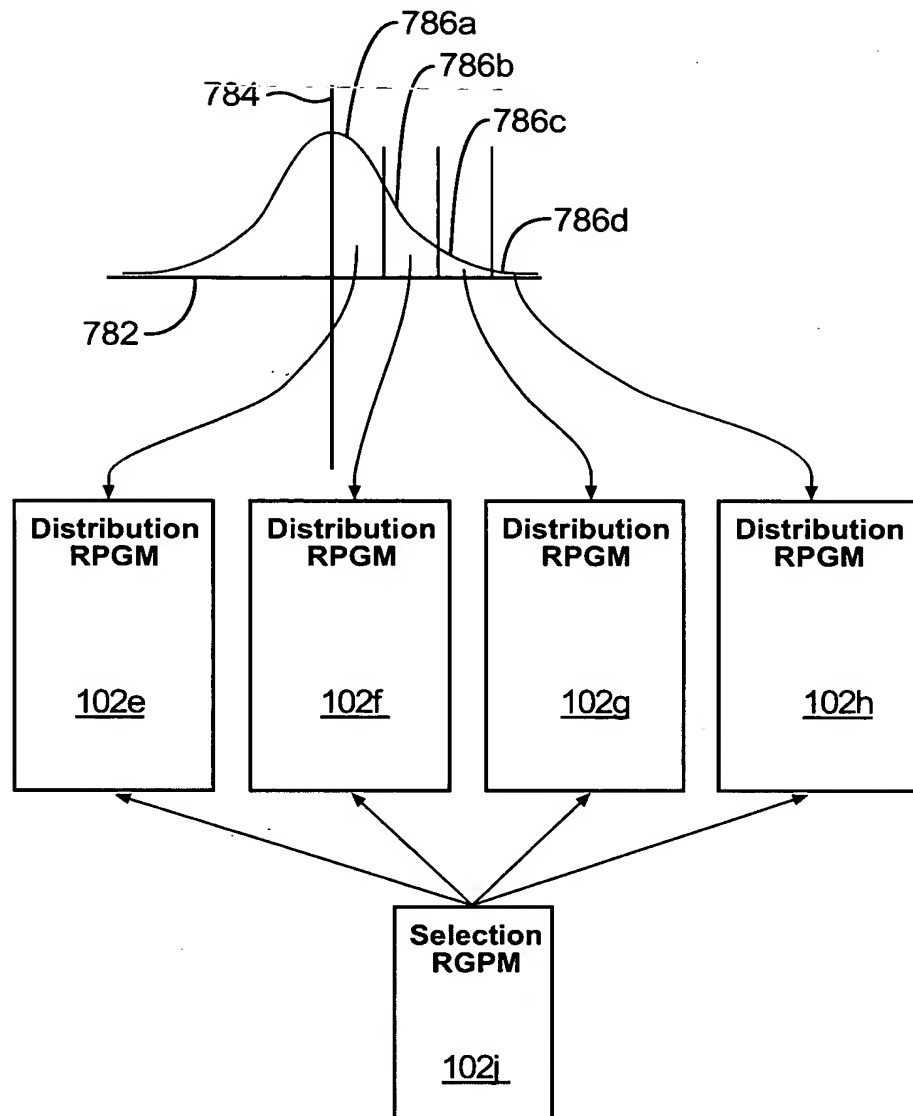 786a
786b
784
786c
786d
782
Distribution
RPGM
102e
Distribution
RPGM
102f
Distribution
RPGM
102g
Distribution
RPGM
102h
Selection
RGPM
102j